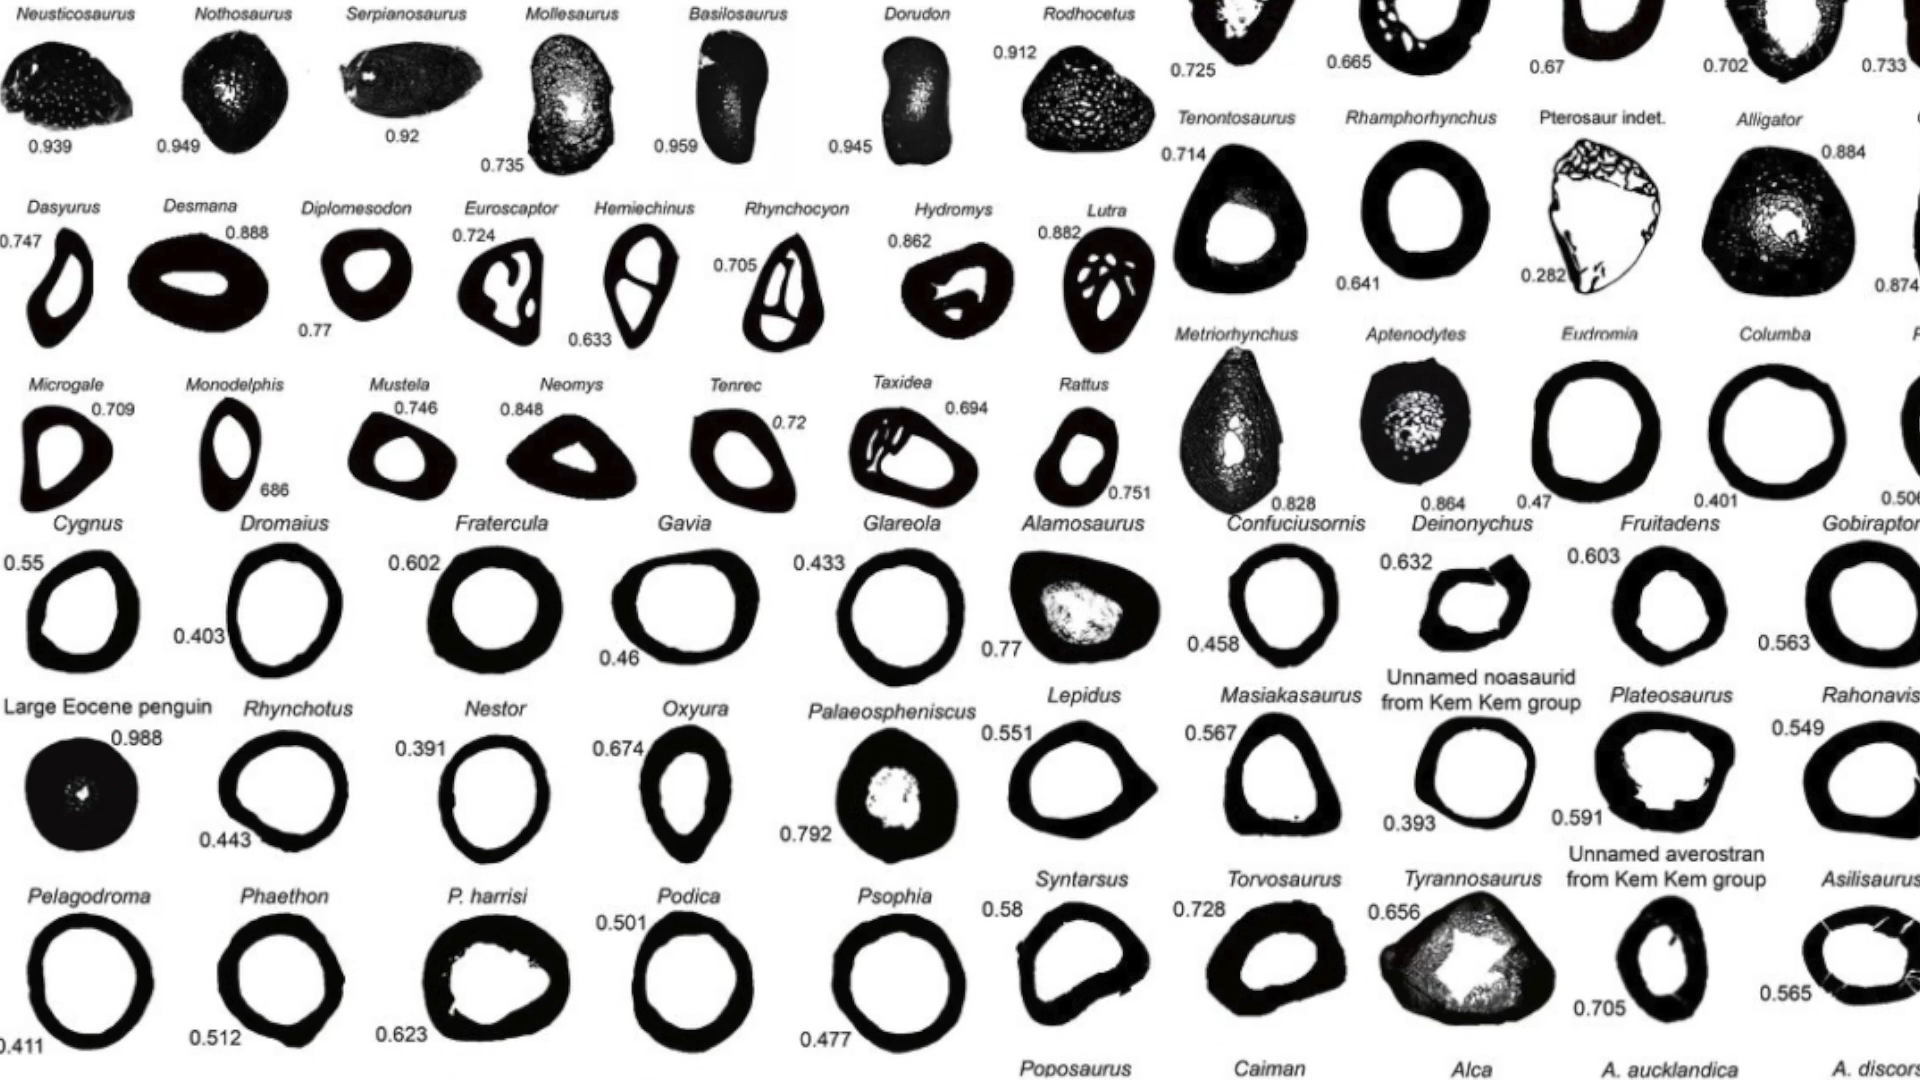 Neusticosaurus Nothosaurus Serpianosaurus Mollesaurus Basilosaurus Dorudon Rodhocetus
0.939 0.949 0.92 0.735 0.959 0.945 0.912
Dasyurus Desmana Diplomesodon Euroscaptor Hemiechinus Rhynchocyon Hydromys Lutra
0.747 0.888 0.77 0.724 0.633 0.705 0.862 0.882
Microgale Monodelphis Mustela Neomys Tenrec Taxidea Rattus
0.709 686 0.746 0.848 0.72 0.694 0.751
0.725 0.665 0.67 0.702 0.733
Tenontosaurus Rhamphorhynchus Pterosaur indet. Alligator
0.714 0.641 0.282 0.884 0.874
Metriorhynchus Aptenodytes Eudromia Columba
0.828 0.864 0.47 0.401 0.506
Cygnus Dromaius Fratercula Gavia Glareola
0.55 0.403 0.602 0.46 0.433
Large Eocene penguin Rhynchotus Nestor Oxyura Palaeospheniscus
0.988 0.443 0.391 0.674 0.792
Pelagodroma Phaethon P. harrisi Podica Psophia
0.411 0.512 0.623 0.501 0.477
Alamosaurus Confuciusornis Deinonychus Fruitadens Gobiraptor
0.77 0.458 0.632 0.603 0.563
Lepidus Masiakasaurus Unnamed noasaurid
from Kem Kem group Plateosaurus Rahonavis
0.551 0.567 0.393 0.591 0.549
Syntarsus Torvosaurus Tyrannosaurus Unnamed averostran
from Kem Kem group Asilisaurus
0.58 0.728 0.656 0.705 0.565
Poposaurus Caiman Alca A. aucklandica A. discors